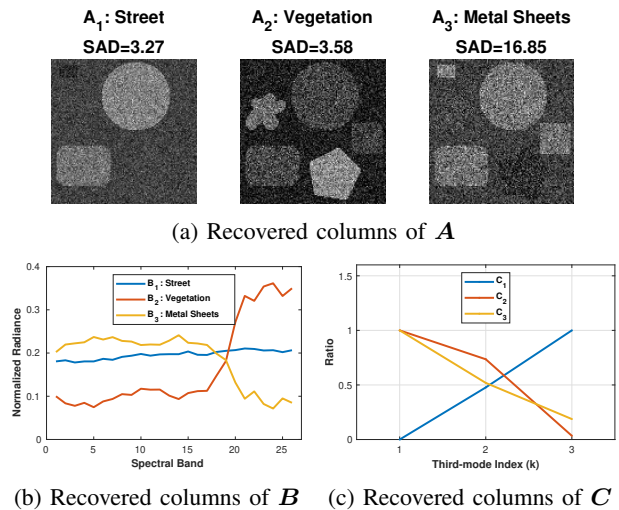 A1: Street
SAD=3.27
A2: Vegetation
SAD=3.58
A3: Metal Sheets
SAD=16.85
(a) Recovered columns of A
0.4
0.3
0.2
0.1
0
Normalized Radiance
B1: Street
B2: Vegetation
B3: Metal Sheets
0 5 10 15 20 25
Spectral Band
(b) Recovered columns of B
1.5
1
0.5
0
Ratio
C1
C2
C3
1 2 3
Third-mode Index (k)
(c) Recovered columns of C